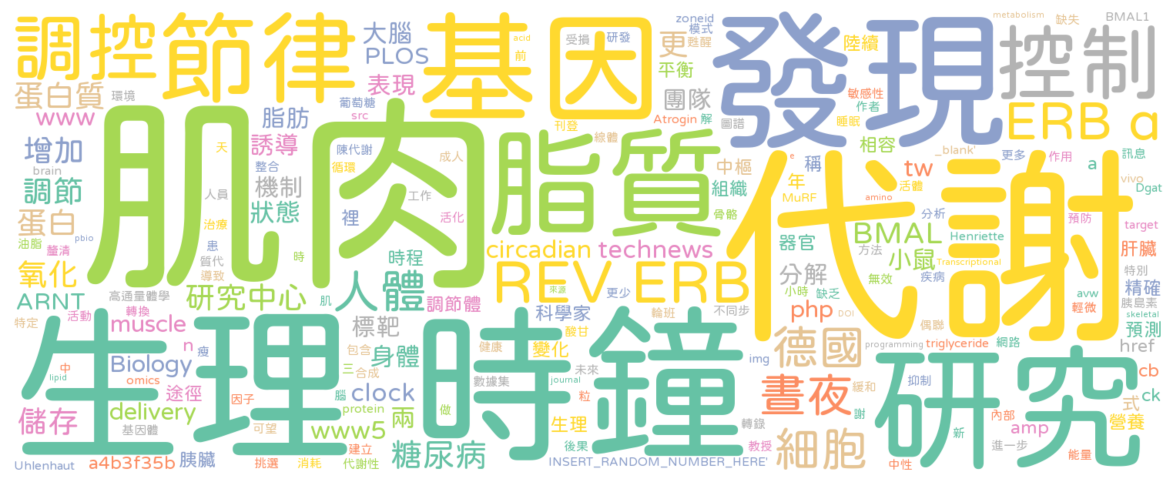 調控 節律 基因 發現 控制
肌肉 脂質 代謝
生理時鐘 研究
大腦 zoneid 模式 metabolism 缺失 BMAL1
PLOS acid 受損 研發 前 更 甦醒 陸續
蛋白質 環境 表現 平衡
www 葡萄糖 src 刊登 Atrogin 解 團隊 圖譜 敏感性 作者 睡眠 ERB a
脂肪 線體 相容
增加 誘導 陳代謝 _blank' 更多 作用 訊息
brain 天 整合 循環 成人 中樞 稱 tw a vivo
調節 機制 人員 工作 組織 年 活體 Dgat
蛋白 狀態 裡 活化 骨骼 MuRF amino 分析 預防 target
pbio 油脂 治療 釐清 患 時 時程 circadian technews 器官 BMAL Henriette 肝臟
氧化 質代 導致 人體 REV ERB 分解 小鼠 方法 Transcriptional 疾病 特別
ARNT 高通量體學 研究中心 肌 調節體 來源 更少 小時 缺乏 無效 avw 胰島素 精確
特定 活動 轉換 標靶 科學家 輪班 不同步 php DOI 偶聯 輕微 skeletal
muscle n 瘦 包含 身體 酸甘 變化 德國 triglyceride 網路 預測
Biology 三 合成 健康 未來 img programming href
中 lipid omics 途徑 腦 clock 數據集 journal 粒 晝夜 緩和 抑制 cb
儲存 delivery 因子 protein 做 生理 轉錄 謝 內部 式 ck
基因體 可望 www5 兩 後果 教授 新 amp 營養
胰臟 建立 糖尿病 細胞 進一步
Uhlenhaut a4b3f35b 挑選 消耗 代謝性 INSERT_RANDOM_NUMBER_HERE' 中性 能量